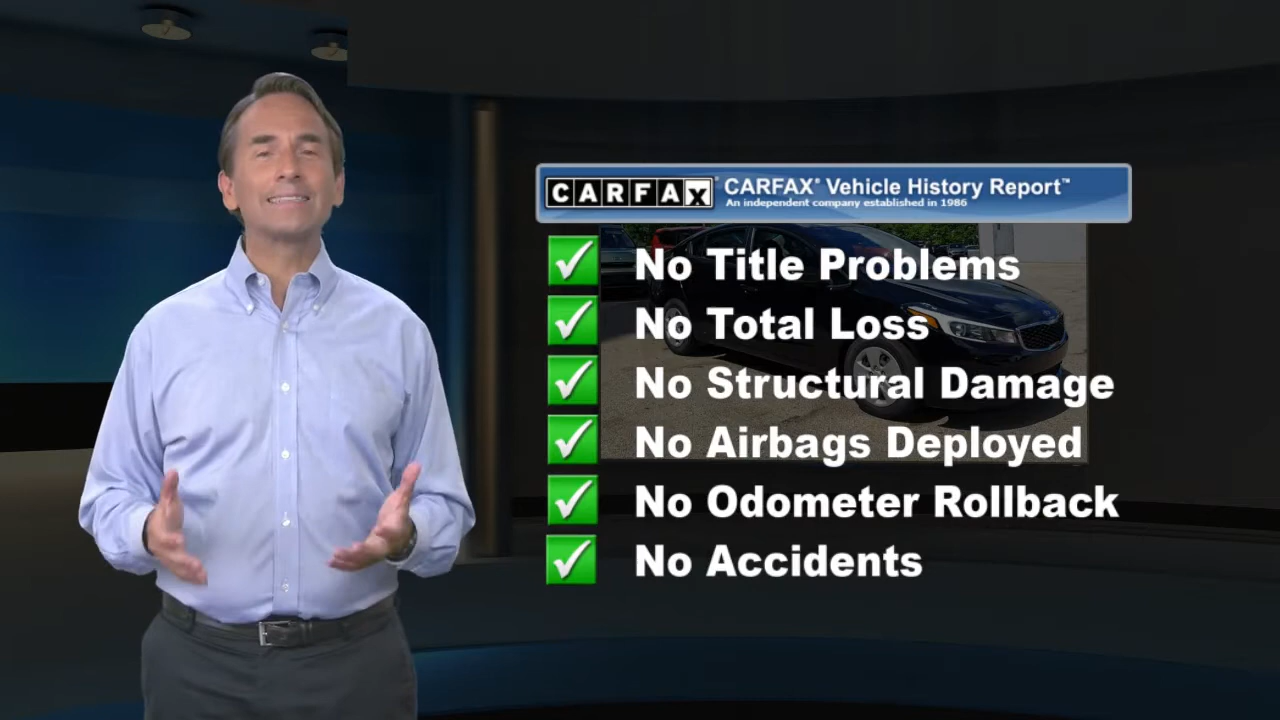 CARFAX® CARFAX® Vehicle History Report™
An independent company established in 1986
No Title Problems
No Total Loss
No Structural Damage
No Airbags Deployed
No Odometer Rollback
No Accidents